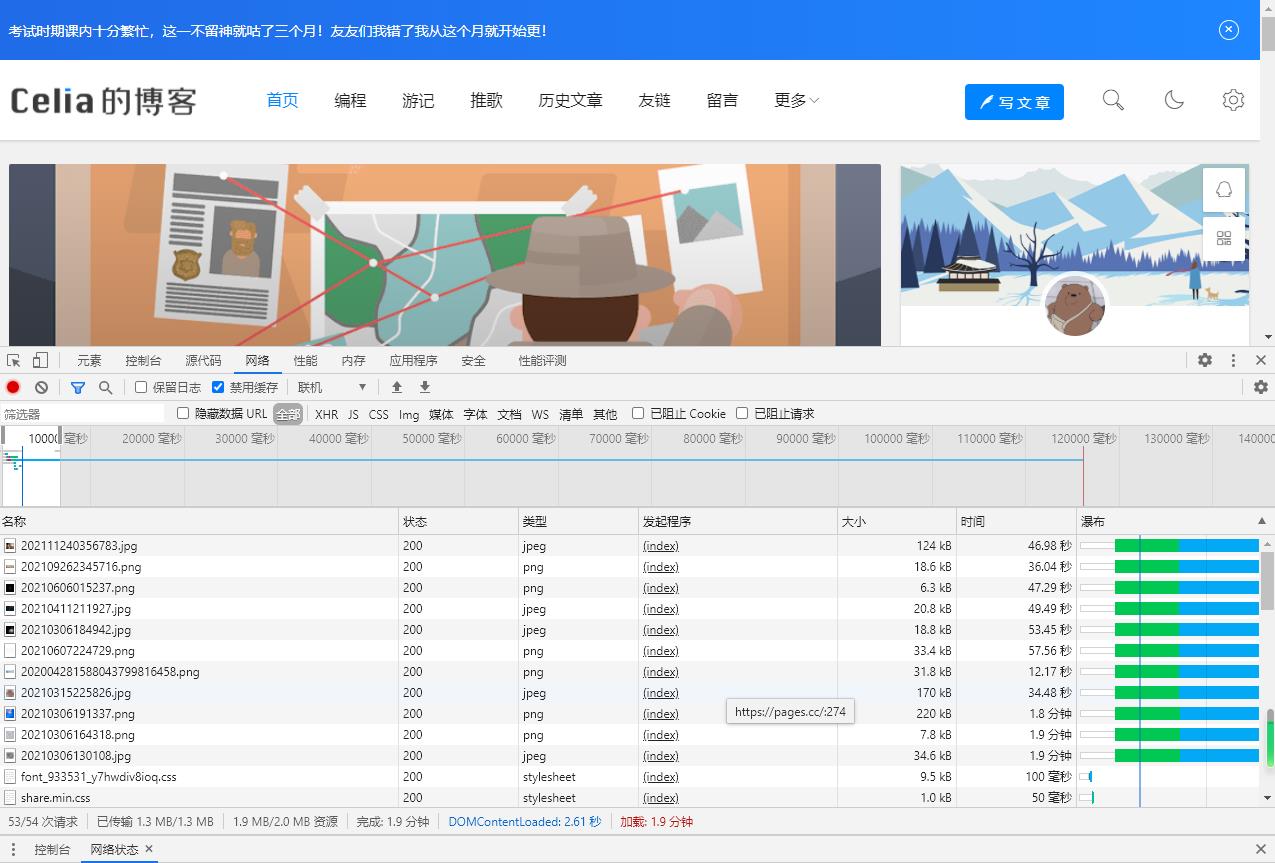 考试时期课内十分繁忙，这一不留神就咕了三个月！友友们我错了我从这个月就开始更！
Celia 的博客 首页 编程 游记 推歌 历史文章 友链 留言 更多 写文章
元素 控制台 源代码 网络 性能 内存 应用程序 安全 性能评测
保留日志 禁用缓存 联机
筛选器 隐藏数据 URL 全部 XHR JS CSS Img 媒体 字体 文档 WS 清单 其他 已阻止 Cookie 已阻止请求
10000 毫秒 20000 毫秒 30000 毫秒 40000 毫秒 50000 毫秒 60000 毫秒 70000 毫秒 80000 毫秒 90000 毫秒 100000 毫秒 110000 毫秒 120000 毫秒 130000 毫秒 140000
名称 状态 类型 发起程序 大小 时间 瀑布
202111240356783.jpg 200 jpeg (index) 124 kB 46.98 秒
202109262345716.png 200 png (index) 18.6 kB 36.04 秒
20210606015237.png 200 png (index) 6.3 kB 47.29 秒
20210411211927.jpg 200 jpeg (index) 20.8 kB 49.49 秒
20210306184942.jpg 200 jpeg (index) 18.8 kB 53.45 秒
20210607224729.png 200 png (index) 33.4 kB 57.56 秒
202004281588043799816458.png 200 png (index) 31.8 kB 12.17 秒
20210315225826.jpg 200 jpeg (index) 170 kB 34.48 秒
20210306191337.png 200 png (index) 220 kB 1.8 分钟
https://pages.cc/:274
20210306164318.png 200 png (index) 7.8 kB 1.9 分钟
20210306130108.jpg 200 jpeg (index) 34.6 kB 1.9 分钟
font_933531_y7hwdiv8ioq.css 200 stylesheet (index) 9.5 kB 100 毫秒
share.min.css 200 stylesheet (index) 1.0 kB 50 毫秒
53/54 次请求 已传输 1.3 MB/1.3 MB 1.9 MB/2.0 MB 资源 完成: 1.9 分钟 DOMContentLoaded: 2.61 秒 加载: 1.9 分钟
控制台 网络状态